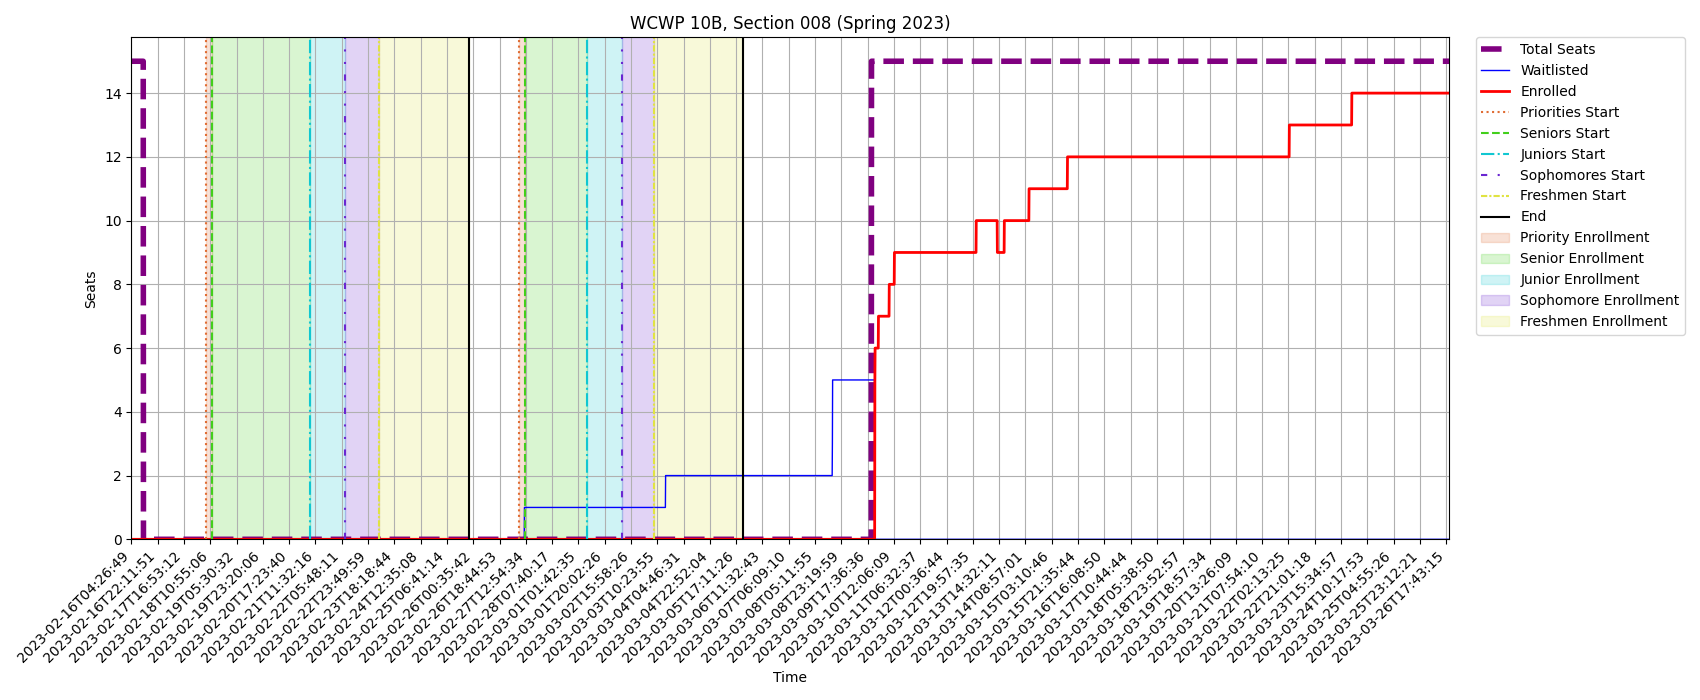 WCWP 10B, Section 008 (Spring 2023)
Seats
14
12
10
8
6
4
2
0
2023-02-16T04:26:49
2023-02-16T22:11:51
2023-02-17T16:53:12
2023-02-18T10:55:06
2023-02-19T05:30:32
2023-02-19T23:20:06
2023-02-20T17:23:40
2023-02-21T11:32:16
2023-02-22T05:48:11
2023-02-22T23:49:59
2023-02-23T18:18:44
2023-02-24T12:35:08
2023-02-25T06:41:14
2023-02-26T00:35:42
2023-02-26T18:44:53
2023-02-27T12:54:34
2023-02-28T07:40:17
2023-03-01T01:42:35
2023-03-01T20:02:26
2023-03-02T15:58:26
2023-03-03T10:23:55
2023-03-04T04:46:31
2023-03-04T22:52:04
2023-03-05T17:11:26
2023-03-06T11:32:43
2023-03-07T06:09:10
2023-03-08T05:11:55
2023-03-08T23:19:59
2023-03-09T17:36:36
2023-03-10T12:06:09
2023-03-11T06:32:37
2023-03-12T00:36:44
2023-03-12T19:57:35
2023-03-13T14:32:11
2023-03-14T08:57:01
2023-03-15T03:10:46
2023-03-15T21:35:44
2023-03-16T16:08:50
2023-03-17T10:44:44
2023-03-18T05:38:50
2023-03-18T23:52:57
2023-03-19T18:57:34
2023-03-20T13:26:09
2023-03-21T07:54:10
2023-03-22T02:13:25
2023-03-22T21:01:18
2023-03-23T15:34:57
2023-03-24T10:17:53
2023-03-25T04:55:26
2023-03-25T23:12:21
2023-03-26T17:43:15
Time
Total Seats
Waitlisted
Enrolled
Priorities Start
Seniors Start
Juniors Start
Sophomores Start
Freshmen Start
End
Priority Enrollment
Senior Enrollment
Junior Enrollment
Sophomore Enrollment
Freshmen Enrollment